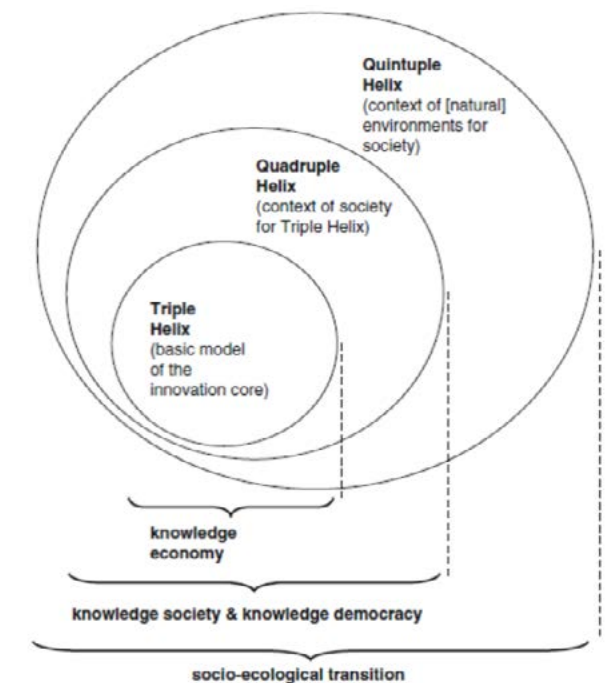 Quintuple
Helix
(context of [natural]
environments for
society)
Quadruple
Helix
(context of society
for Triple Helix)
Triple
Helix
(basic model
of the
innovation core)
knowledge
economy
knowledge society & knowledge democracy
socio-ecological transition